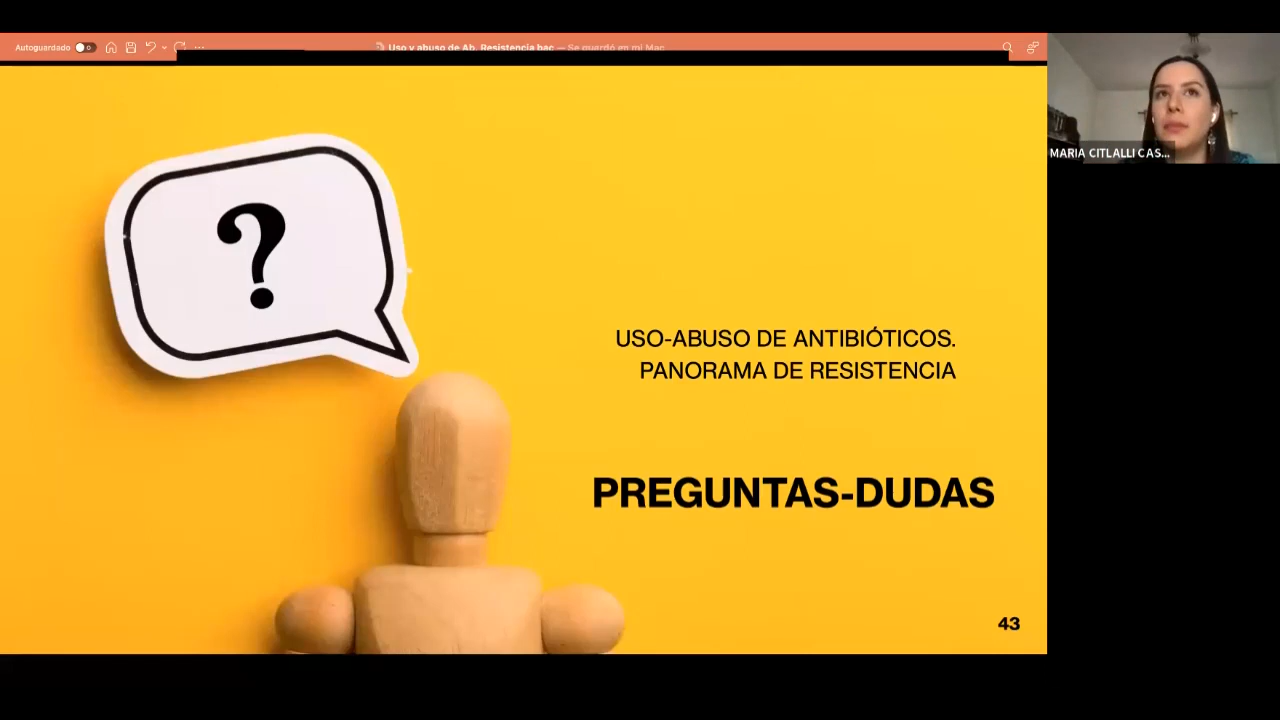 Autoguardado
Uso y abuso de Ab. Resistencia bac — Se guardó en mi Mac
MARIA CITLALLI CAS...
?
USO-ABUSO DE ANTIBIÓTICOS.
PANORAMA DE RESISTENCIA
PREGUNTAS-DUDAS
43